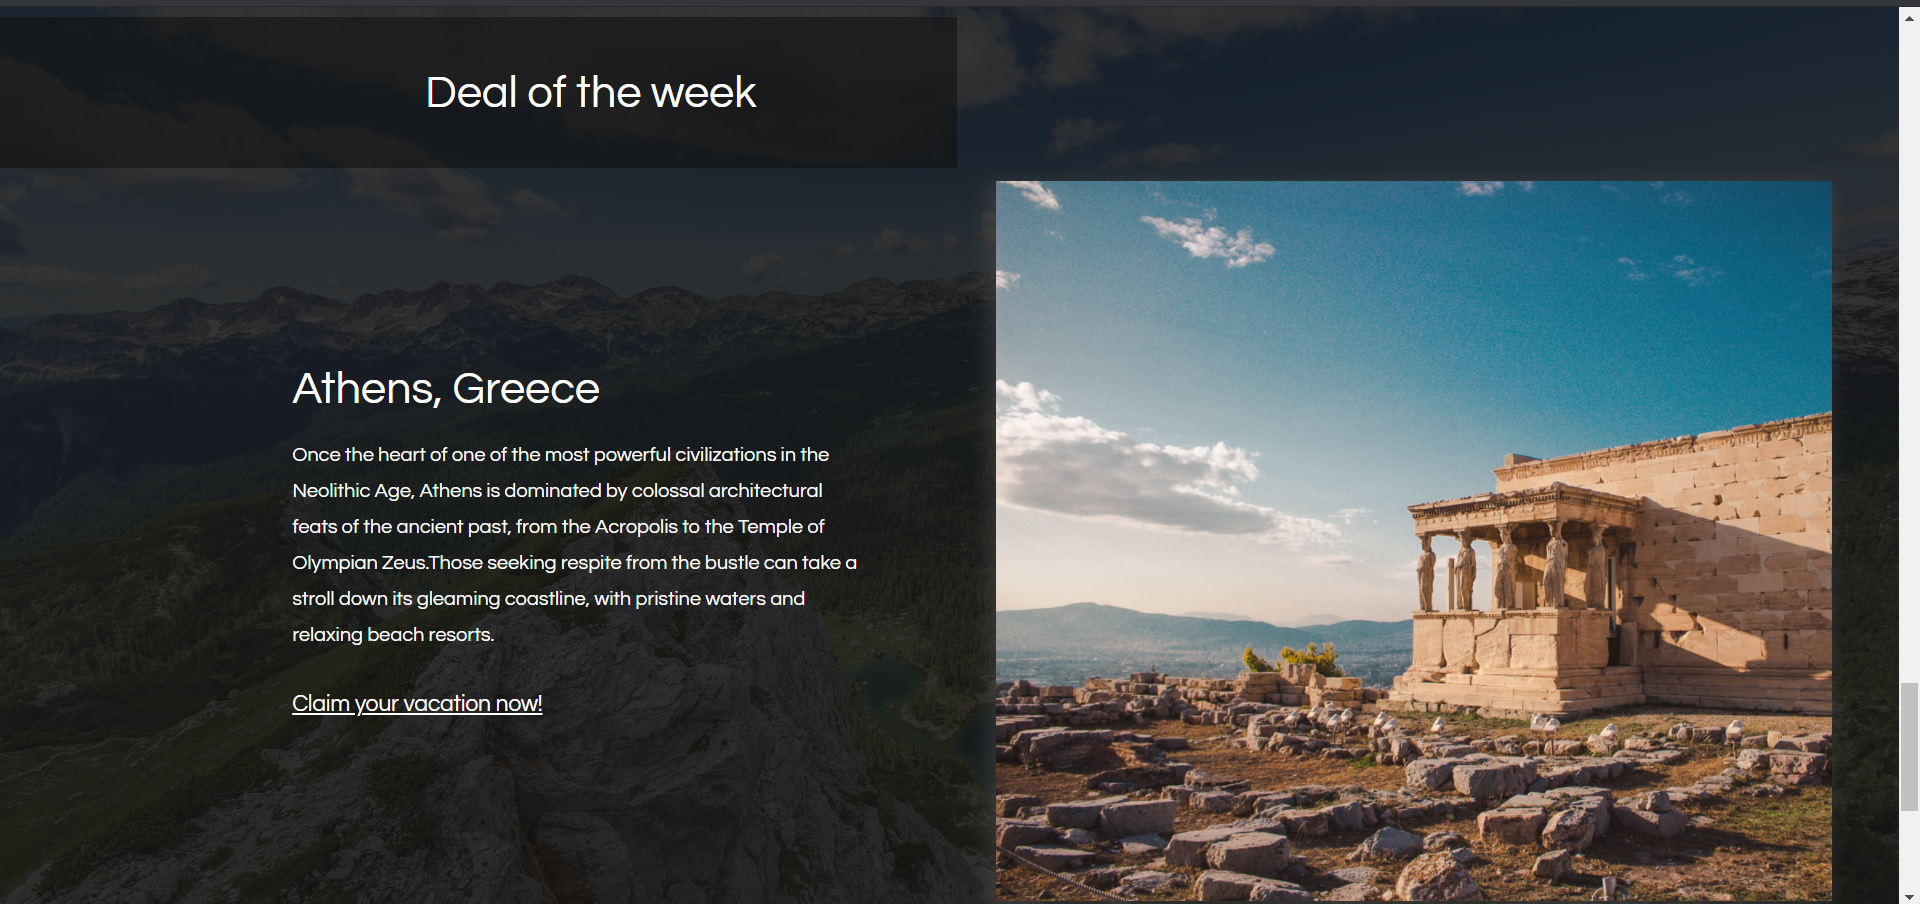 Deal of the week
Athens, Greece
Once the heart of one of the most powerful civilizations in the
Neolithic Age, Athens is dominated by colossal architectural
feats of the ancient past, from the Acropolis to the Temple of
Olympian Zeus.Those seeking respite from the bustle can take a
stroll down its gleaming coastline, with pristine waters and
relaxing beach resorts.
Claim your vacation now!